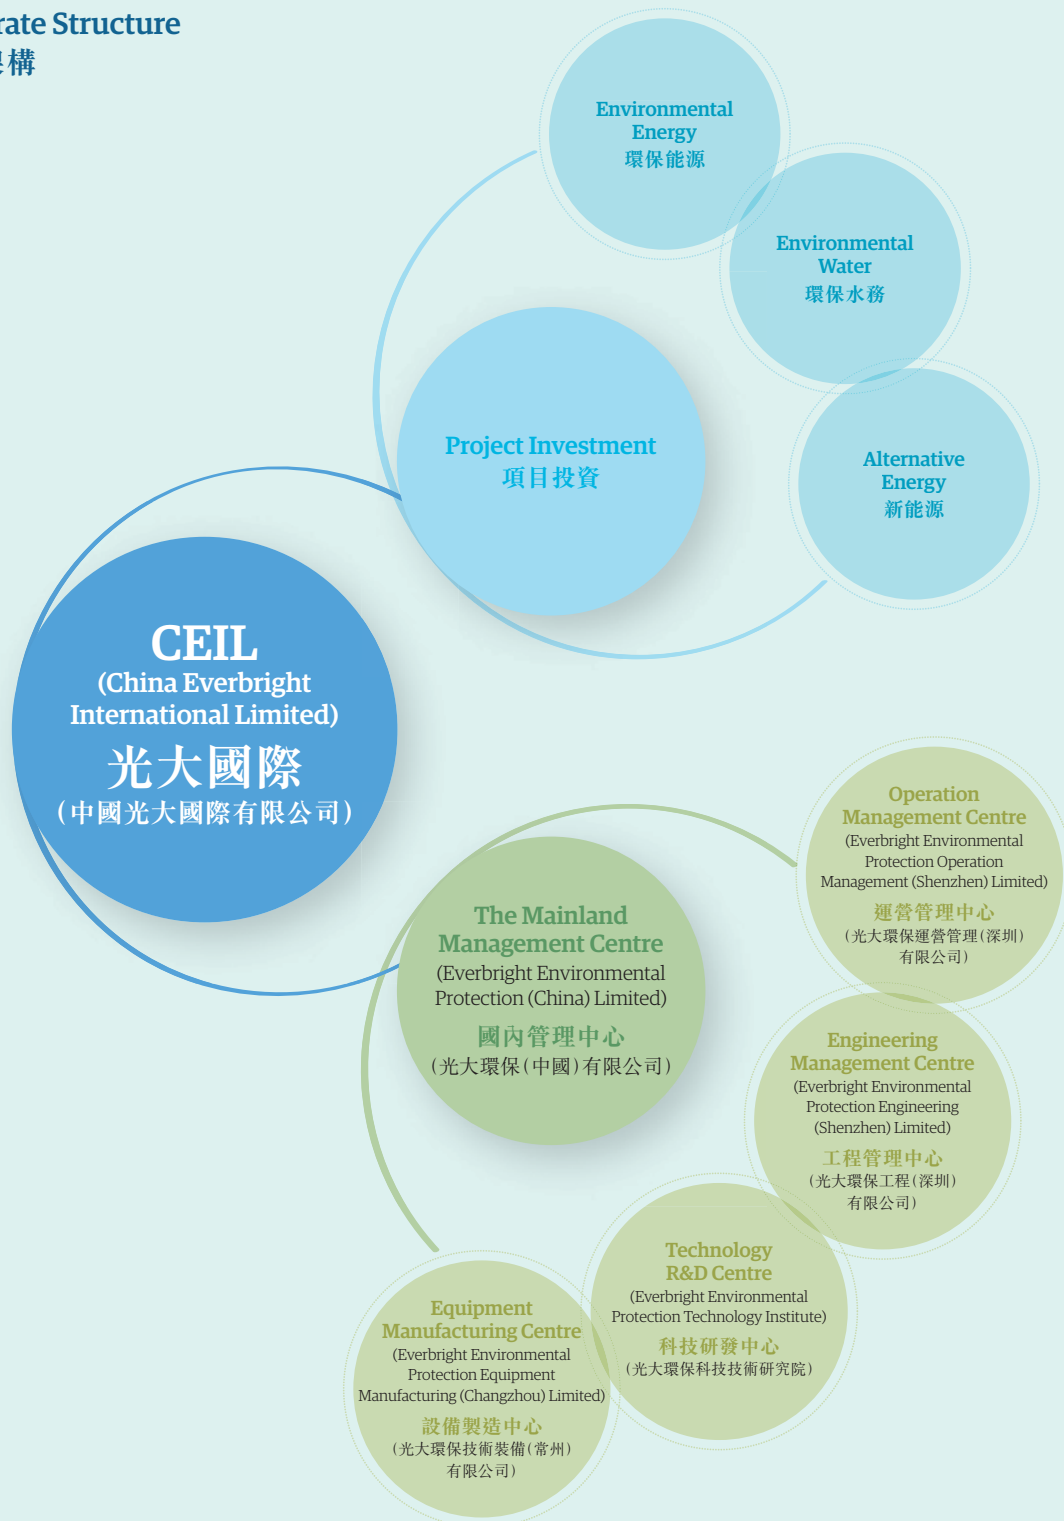 rate Structure
構
Environmental
Energy
環保能源
Environmental
Water
環保水務
Alternative
Energy
新能源
Project Investment
項目投資
CEIL
(China Everbright
International Limited)
光大國際
(中國光大國際有限公司)
The Mainland
Management Centre
(Everbright Environmental
Protection (China) Limited)
國內管理中心
(光大環保(中國)有限公司)
Operation
Management Centre
(Everbright Environmental
Protection Operation
Management (Shenzhen) Limited)
運營管理中心
(光大環保運營管理(深圳)
有限公司)
Engineering
Management Centre
(Everbright Environmental
Protection Engineering
(Shenzhen) Limited)
工程管理中心
(光大環保工程(深圳)
有限公司)
Technology
R&D Centre
(Everbright Environmental
Protection Technology Institute)
科技研發中心
(光大環保科技技術研究院)
Equipment
Manufacturing Centre
(Everbright Environmental
Protection Equipment
Manufacturing (Changzhou) Limited)
設備製造中心
(光大環保技術裝備(常州)
有限公司)